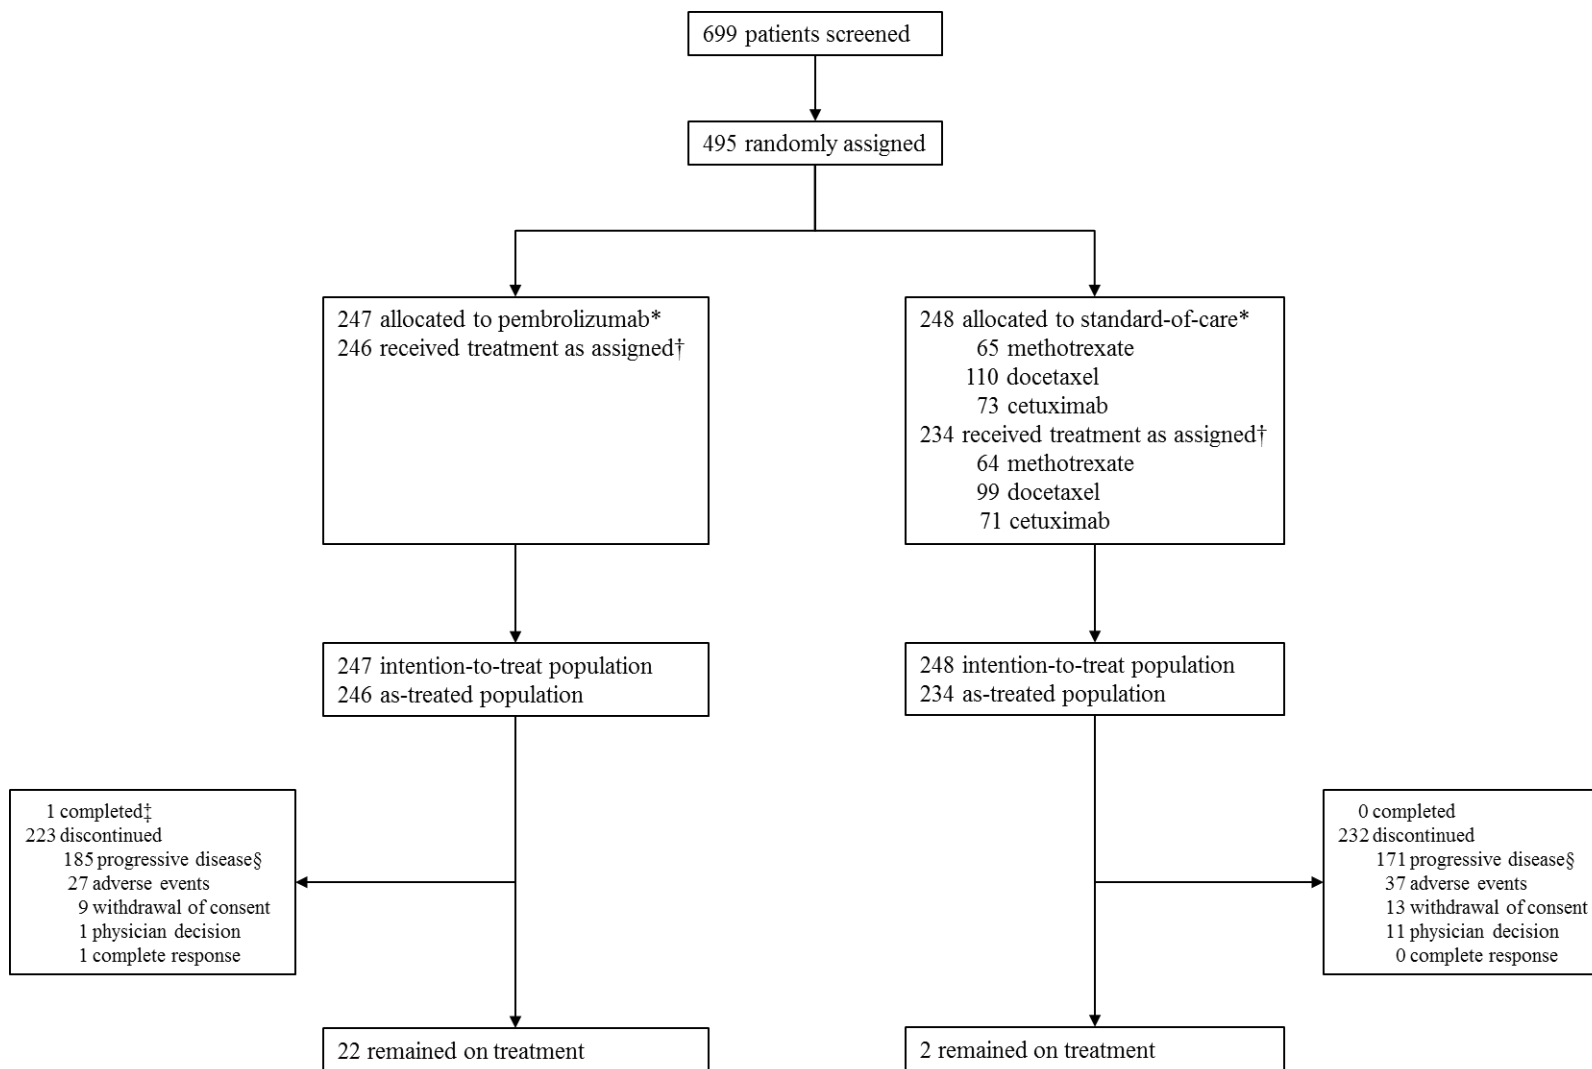 699 patients screened
495 randomly assigned
247 allocated to pembrolizumab*
246 received treatment as assigned†
248 allocated to standard-of-care*
65 methotrexate
110 docetaxel
73 cetuximab
234 received treatment as assigned†
64 methotrexate
99 docetaxel
71 cetuximab
247 intention-to-treat population
246 as-treated population
248 intention-to-treat population
234 as-treated population
1 completed‡
223 discontinued
185 progressive disease§
27 adverse events
9 withdrawal of consent
1 physician decision
1 complete response
0 completed
232 discontinued
171 progressive disease§
37 adverse events
13 withdrawal of consent
11 physician decision
0 complete response
22 remained on treatment
2 remained on treatment